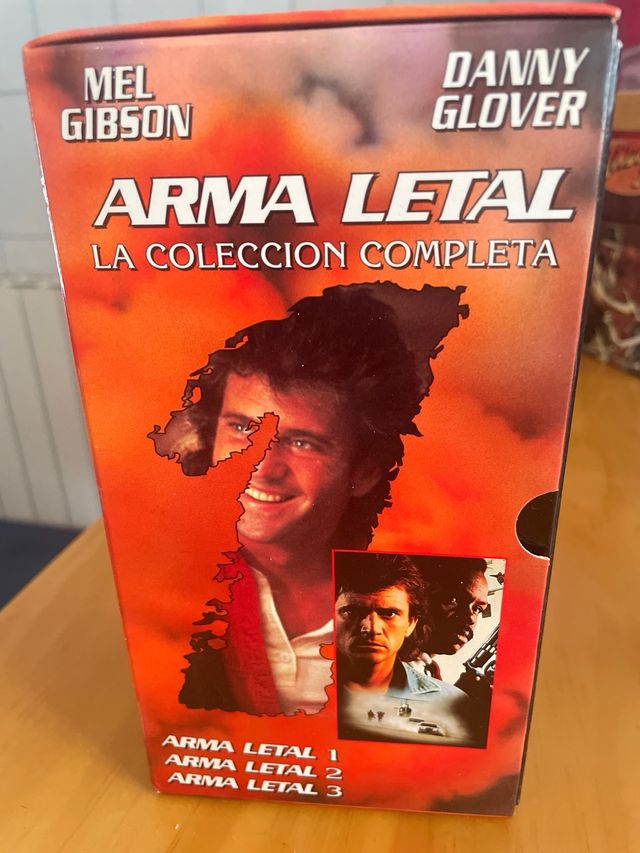 MEL
GIBSON
DANNY
GLOVER
ARMA LETAL
LA COLECCION COMPLETA
ARMA LETAL 1
ARMA LETAL 2
ARMA LETAL 3